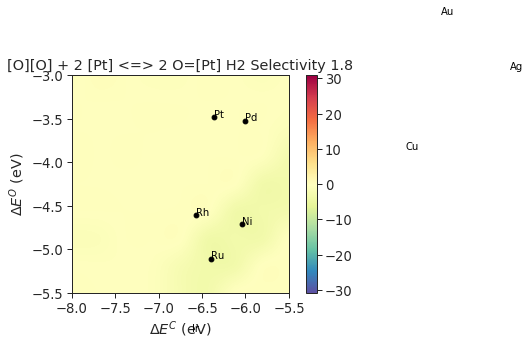 Au
Ag
[O][O] + 2 [Pt] <=> 2 O=[Pt] H2 Selectivity 1.8
Cu
Pt
Pd
Rh
Ni
Ru
−3.0
−3.5
−4.0
−4.5
−5.0
−5.5
ΔE^O (eV)
−8.0 −7.5 −7.0 −6.5 −6.0 −5.5
ΔE^C (eV)
Ir
30
20
10
0
−10
−20
−30